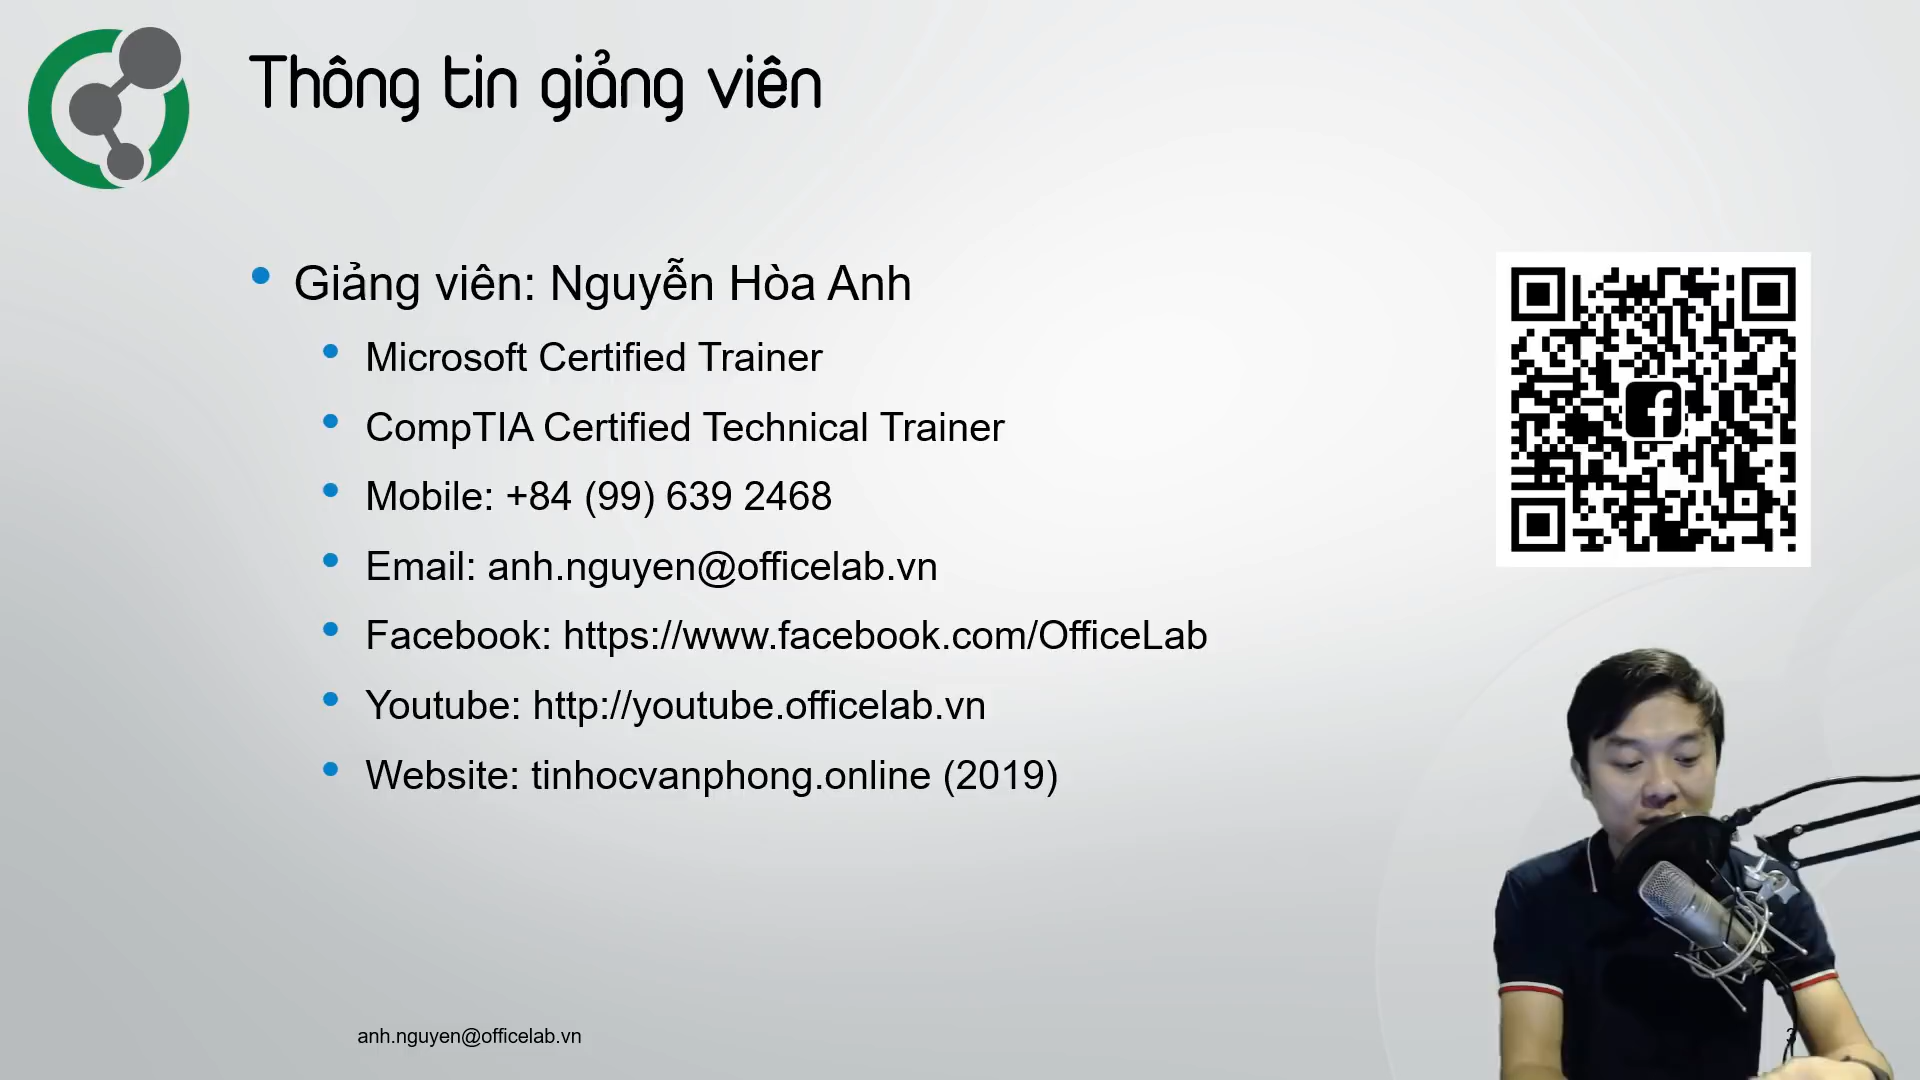 Thông tin giảng viên
Giảng viên: Nguyễn Hòa Anh
Microsoft Certified Trainer
CompTIA Certified Technical Trainer
Mobile: +84 (99) 639 2468
Email: anh.nguyen@officelab.vn
Facebook: https://www.facebook.com/OfficeLab
Youtube: http://youtube.officelab.vn
Website: tinhocvanphong.online (2019)
anh.nguyen@officelab.vn